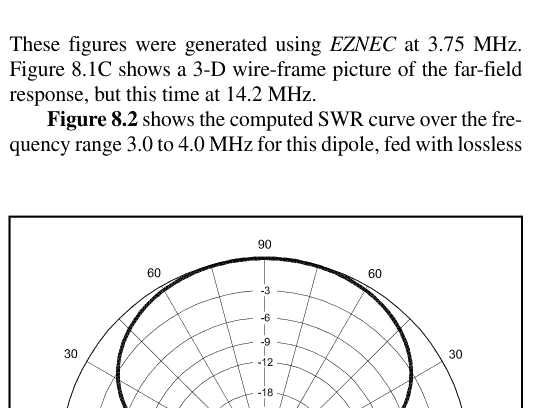 These figures were generated using EZNEC at 3.75 MHz.
Figure 8.1C shows a 3-D wire-frame picture of the far-field
response, but this time at 14.2 MHz.
Figure 8.2 shows the computed SWR curve over the fre-
quency range 3.0 to 4.0 MHz for this dipole, fed with lossless
90
60
60
-3
-6
-9
30
30
-12
-18